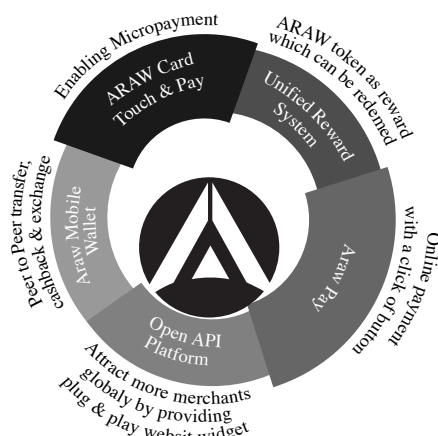 Enabling Micropayment
ARAW Card
Touch & Pay
ARAW token as reward
which can be redemed
Unified Reward
System
Online payment
with a click of button
Araw Pay
Open API
Platform
Attract more merchants
globaly by providing
plug & play websit widget
Peer to Peer transfer,
cashback & exchange
Araw Mobile
Wallet